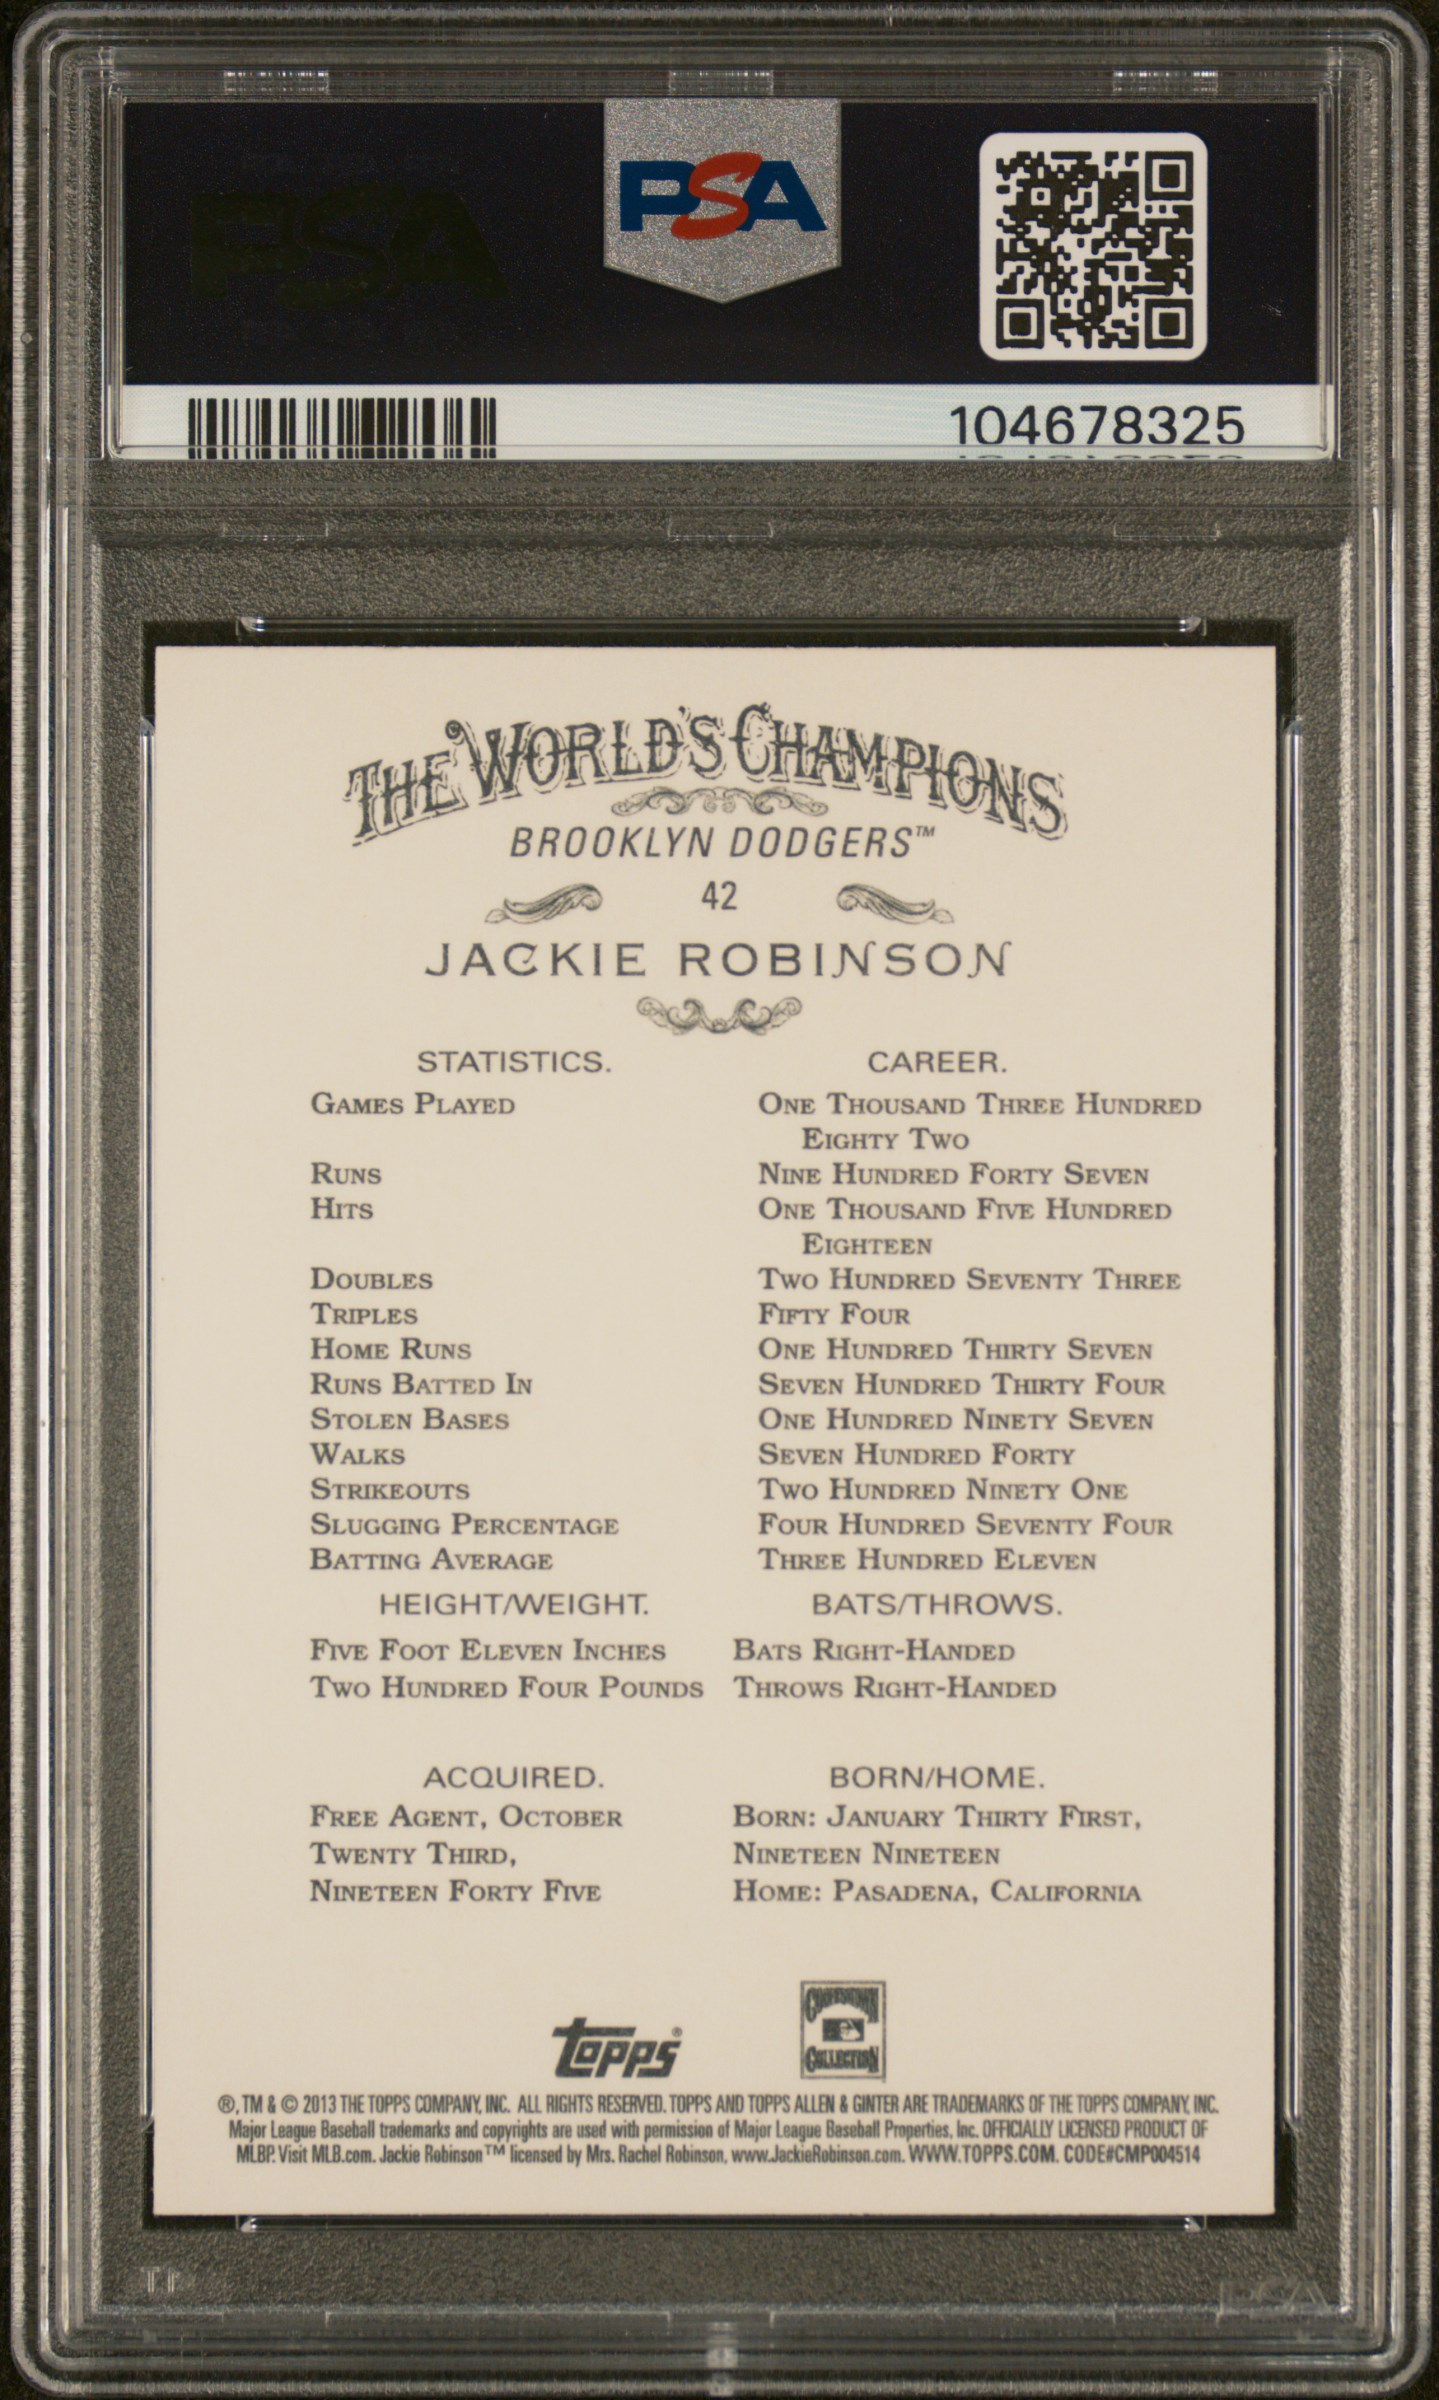 PSA
PSA
104678325
THE WORLD'S CHAMPIONS
BROOKLYN DODGERS™
42
JACKIE ROBINSON
STATISTICS. CAREER.
GAMES PLAYED ONE THOUSAND THREE HUNDRED
EIGHTY TWO
RUNS NINE HUNDRED FORTY SEVEN
HITS ONE THOUSAND FIVE HUNDRED
EIGHTEEN
DOUBLES TWO HUNDRED SEVENTY THREE
TRIPLES FIFTY FOUR
HOME RUNS ONE HUNDRED THIRTY SEVEN
RUNS BATTED IN SEVEN HUNDRED THIRTY FOUR
STOLEN BASES ONE HUNDRED NINETY SEVEN
WALKS SEVEN HUNDRED FORTY
STRIKEOUTS TWO HUNDRED NINETY ONE
SLUGGING PERCENTAGE FOUR HUNDRED SEVENTY FOUR
BATTING AVERAGE THREE HUNDRED ELEVEN
HEIGHT/WEIGHT. BATS/THROWS.
FIVE FOOT ELEVEN INCHES BATS RIGHT-HANDED
TWO HUNDRED FOUR POUNDS THROWS RIGHT-HANDED
ACQUIRED. BORN/HOME.
FREE AGENT, OCTOBER BORN: JANUARY THIRTY FIRST,
TWENTY THIRD, NINETEEN NINETEEN
NINETEEN FORTY FIVE HOME: PASADENA, CALIFORNIA
COOPERSTOWN
COLLECTION
topps®
®, TM & © 2013 THE TOPPS COMPANY, INC. ALL RIGHTS RESERVED. TOPPS AND TOPPS ALLEN & GINTER ARE TRADEMARKS OF THE TOPPS COMPANY, INC.
Major League Baseball trademarks and copyrights are used with permission of Major League Baseball Properties, Inc. OFFICIALLY LICENSED PRODUCT OF
MLBP. Visit MLB.com. Jackie Robinson™ licensed by Mrs. Rachel Robinson, www.JackieRobinson.com. WWW.TOPPS.COM. CODE#CMP004514
PSA